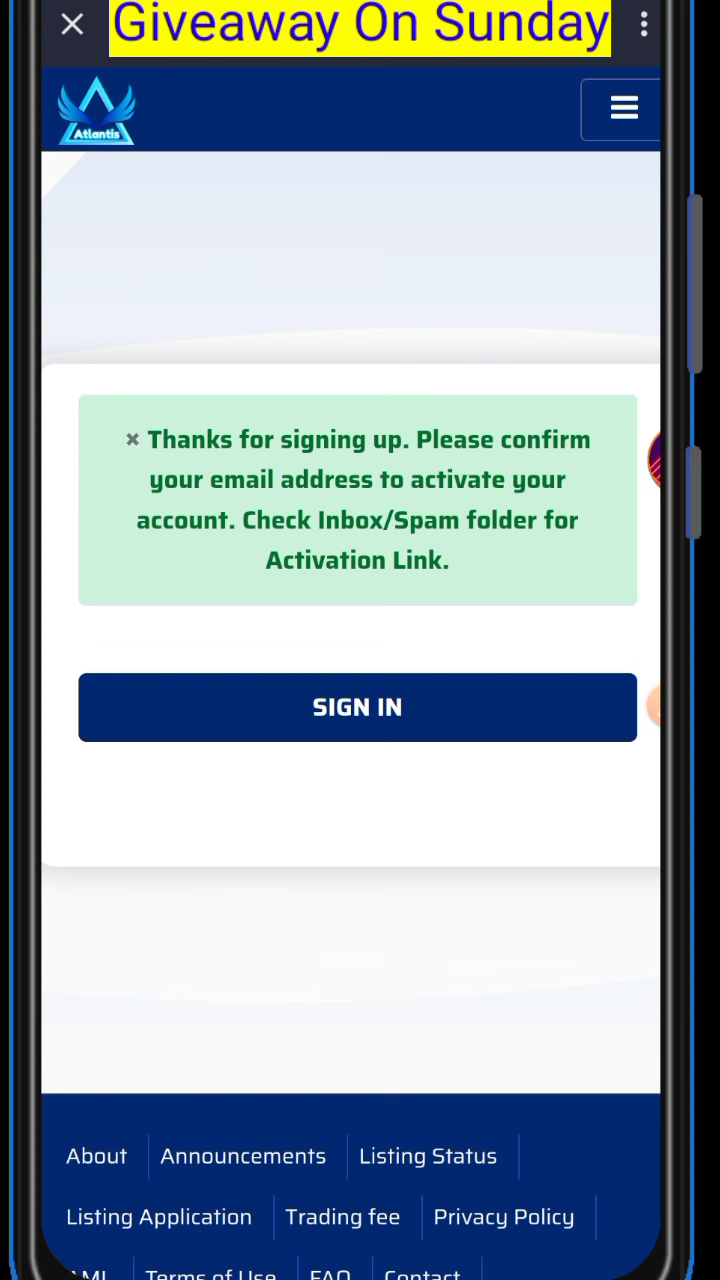 Giveaway On Sunday
Atlantis
× Thanks for signing up. Please confirm
your email address to activate your
account. Check Inbox/Spam folder for
Activation Link.
SIGN IN
About Announcements Listing Status
Listing Application Trading fee Privacy Policy
AML Terms of Use FAQ Contact